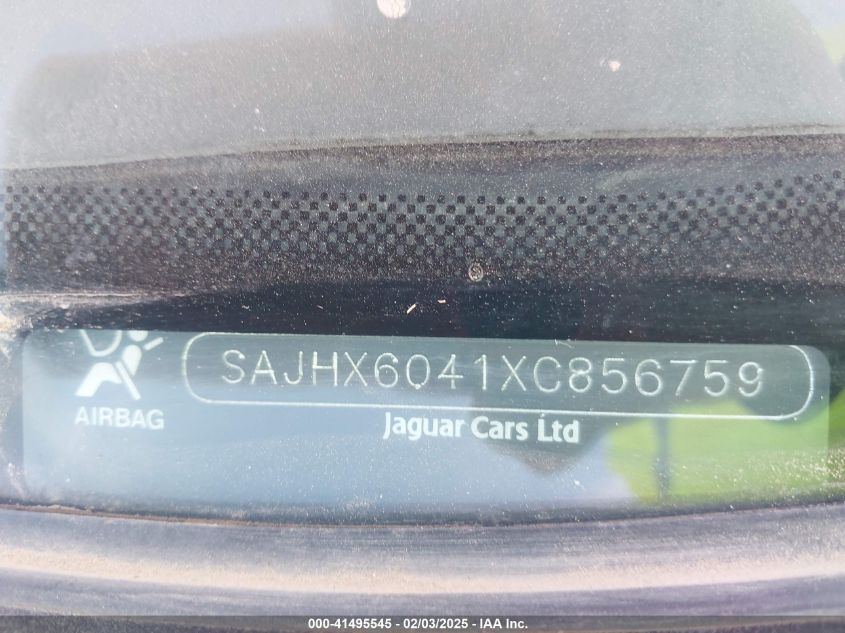 SAJHX6041XC856759
AIRBAG
Jaguar Cars Ltd
000-41495545 - 02/03/2025 - IAA Inc.